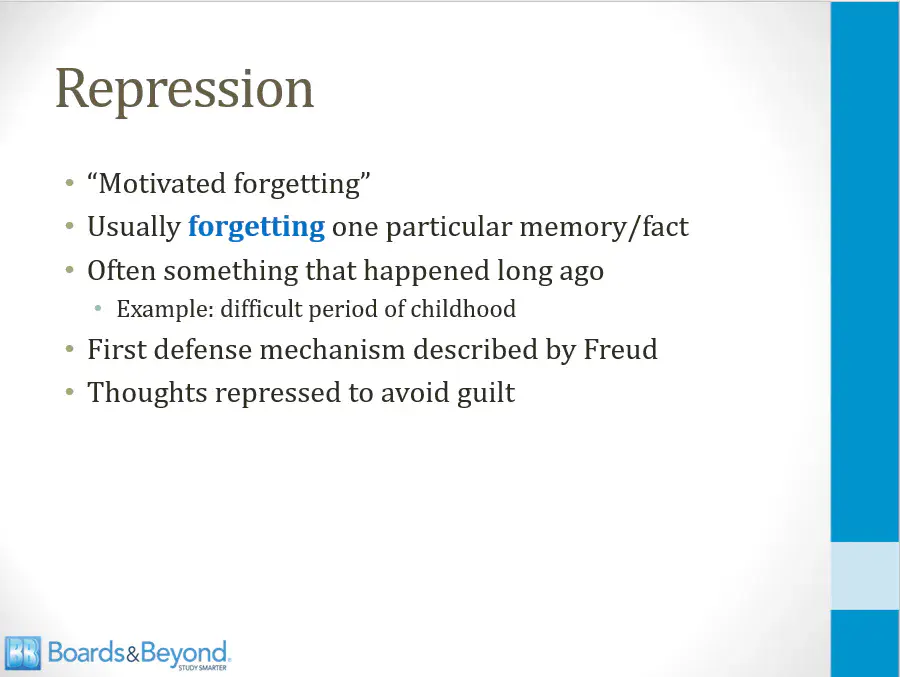 Repression
• “Motivated forgetting”
• Usually forgetting one particular memory/fact
• Often something that happened long ago
• Example: difficult period of childhood
• First defense mechanism described by Freud
• Thoughts repressed to avoid guilt
BB Boards&Beyond.
STUDY SMARTER